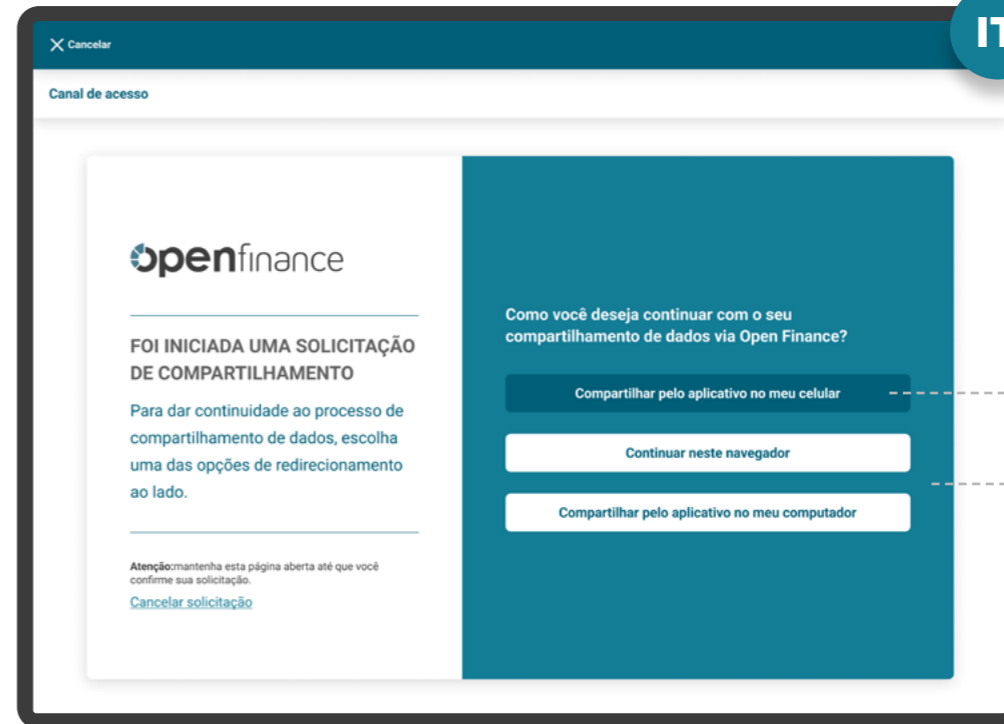 IT
Cancelar
Canal de acesso
openfinance
FOI INICIADA UMA SOLICITAÇÃO
DE COMPARTILHAMENTO
Para dar continuidade ao processo de
compartilhamento de dados, escolha
uma das opções de redirecionamento
ao lado.
Atenção:mantenha esta página aberta até que você
confirme sua solicitação.
Cancelar solicitação
Como você deseja continuar com o seu
compartilhamento de dados via Open Finance?
Compartilhar pelo aplicativo no meu celular
Continuar neste navegador
Compartilhar pelo aplicativo no meu computador